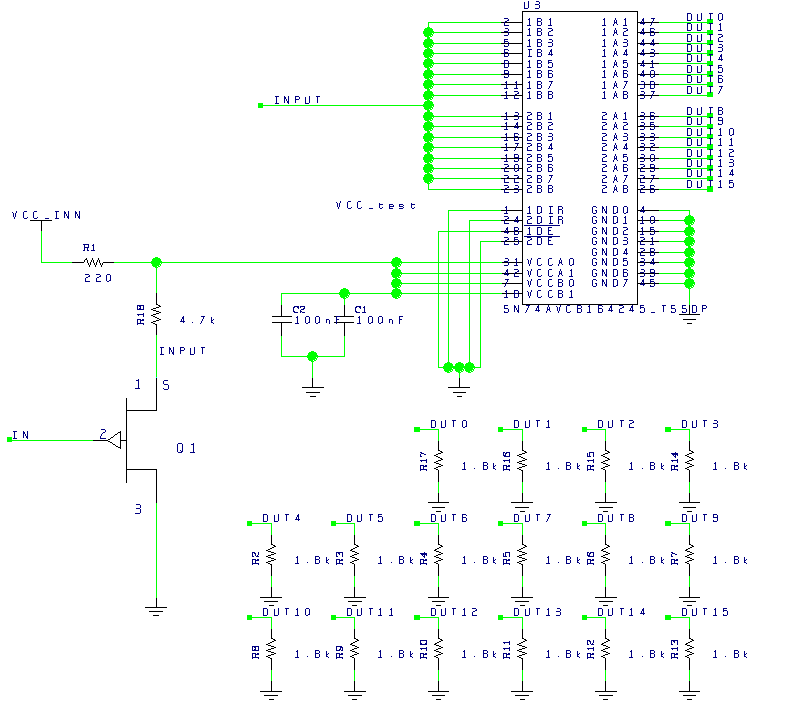 U3
2 1B1 1A1 47 DUT0
3 1B2 1A2 46 DUT1
5 1B3 1A3 44 DUT2
6 1B4 1A4 43 DUT3
8 1B5 1A5 41 DUT4
9 1B6 1A6 40 DUT5
11 1B7 1A7 38 DUT6
12 1B8 1A8 37 DUT7
INPUT
13 2B1 2A1 36 DUT8
14 2B2 2A2 35 DUT9
16 2B3 2A3 33 DUT10
17 2B4 2A4 32 DUT11
19 2B5 2A5 30 DUT12
20 2B6 2A6 29 DUT13
22 2B7 2A7 27 DUT14
23 2B8 2A8 26 DUT15
VCC_test
1 1DIR GND0 4
24 2DIR GND1 10
48 1OE GND2 15
25 2OE GND3 21
GND4 28
31 VCCA0 GND5 34
42 VCCA1 GND6 39
7 VCCB0 GND7 45
18 VCCB1
SN74AVCB164245_TSSOP
VCC_INN
R1
220
R18
4.7k
C2
100nF
C1
100nF
INPUT
1 S
IN
2
Q1
3
DUT0 DUT1 DUT2 DUT3
R17 1.8k R16 1.8k R15 1.8k R14 1.8k
DUT4 DUT5 DUT6 DUT7 DUT8 DUT9
R2 1.8k R3 1.8k R4 1.8k R5 1.8k R6 1.8k R7 1.8k
DUT10 DUT11 DUT12 DUT13 DUT14 DUT15
R8 1.8k R9 1.8k R10 1.8k R11 1.8k R12 1.8k R13 1.8k